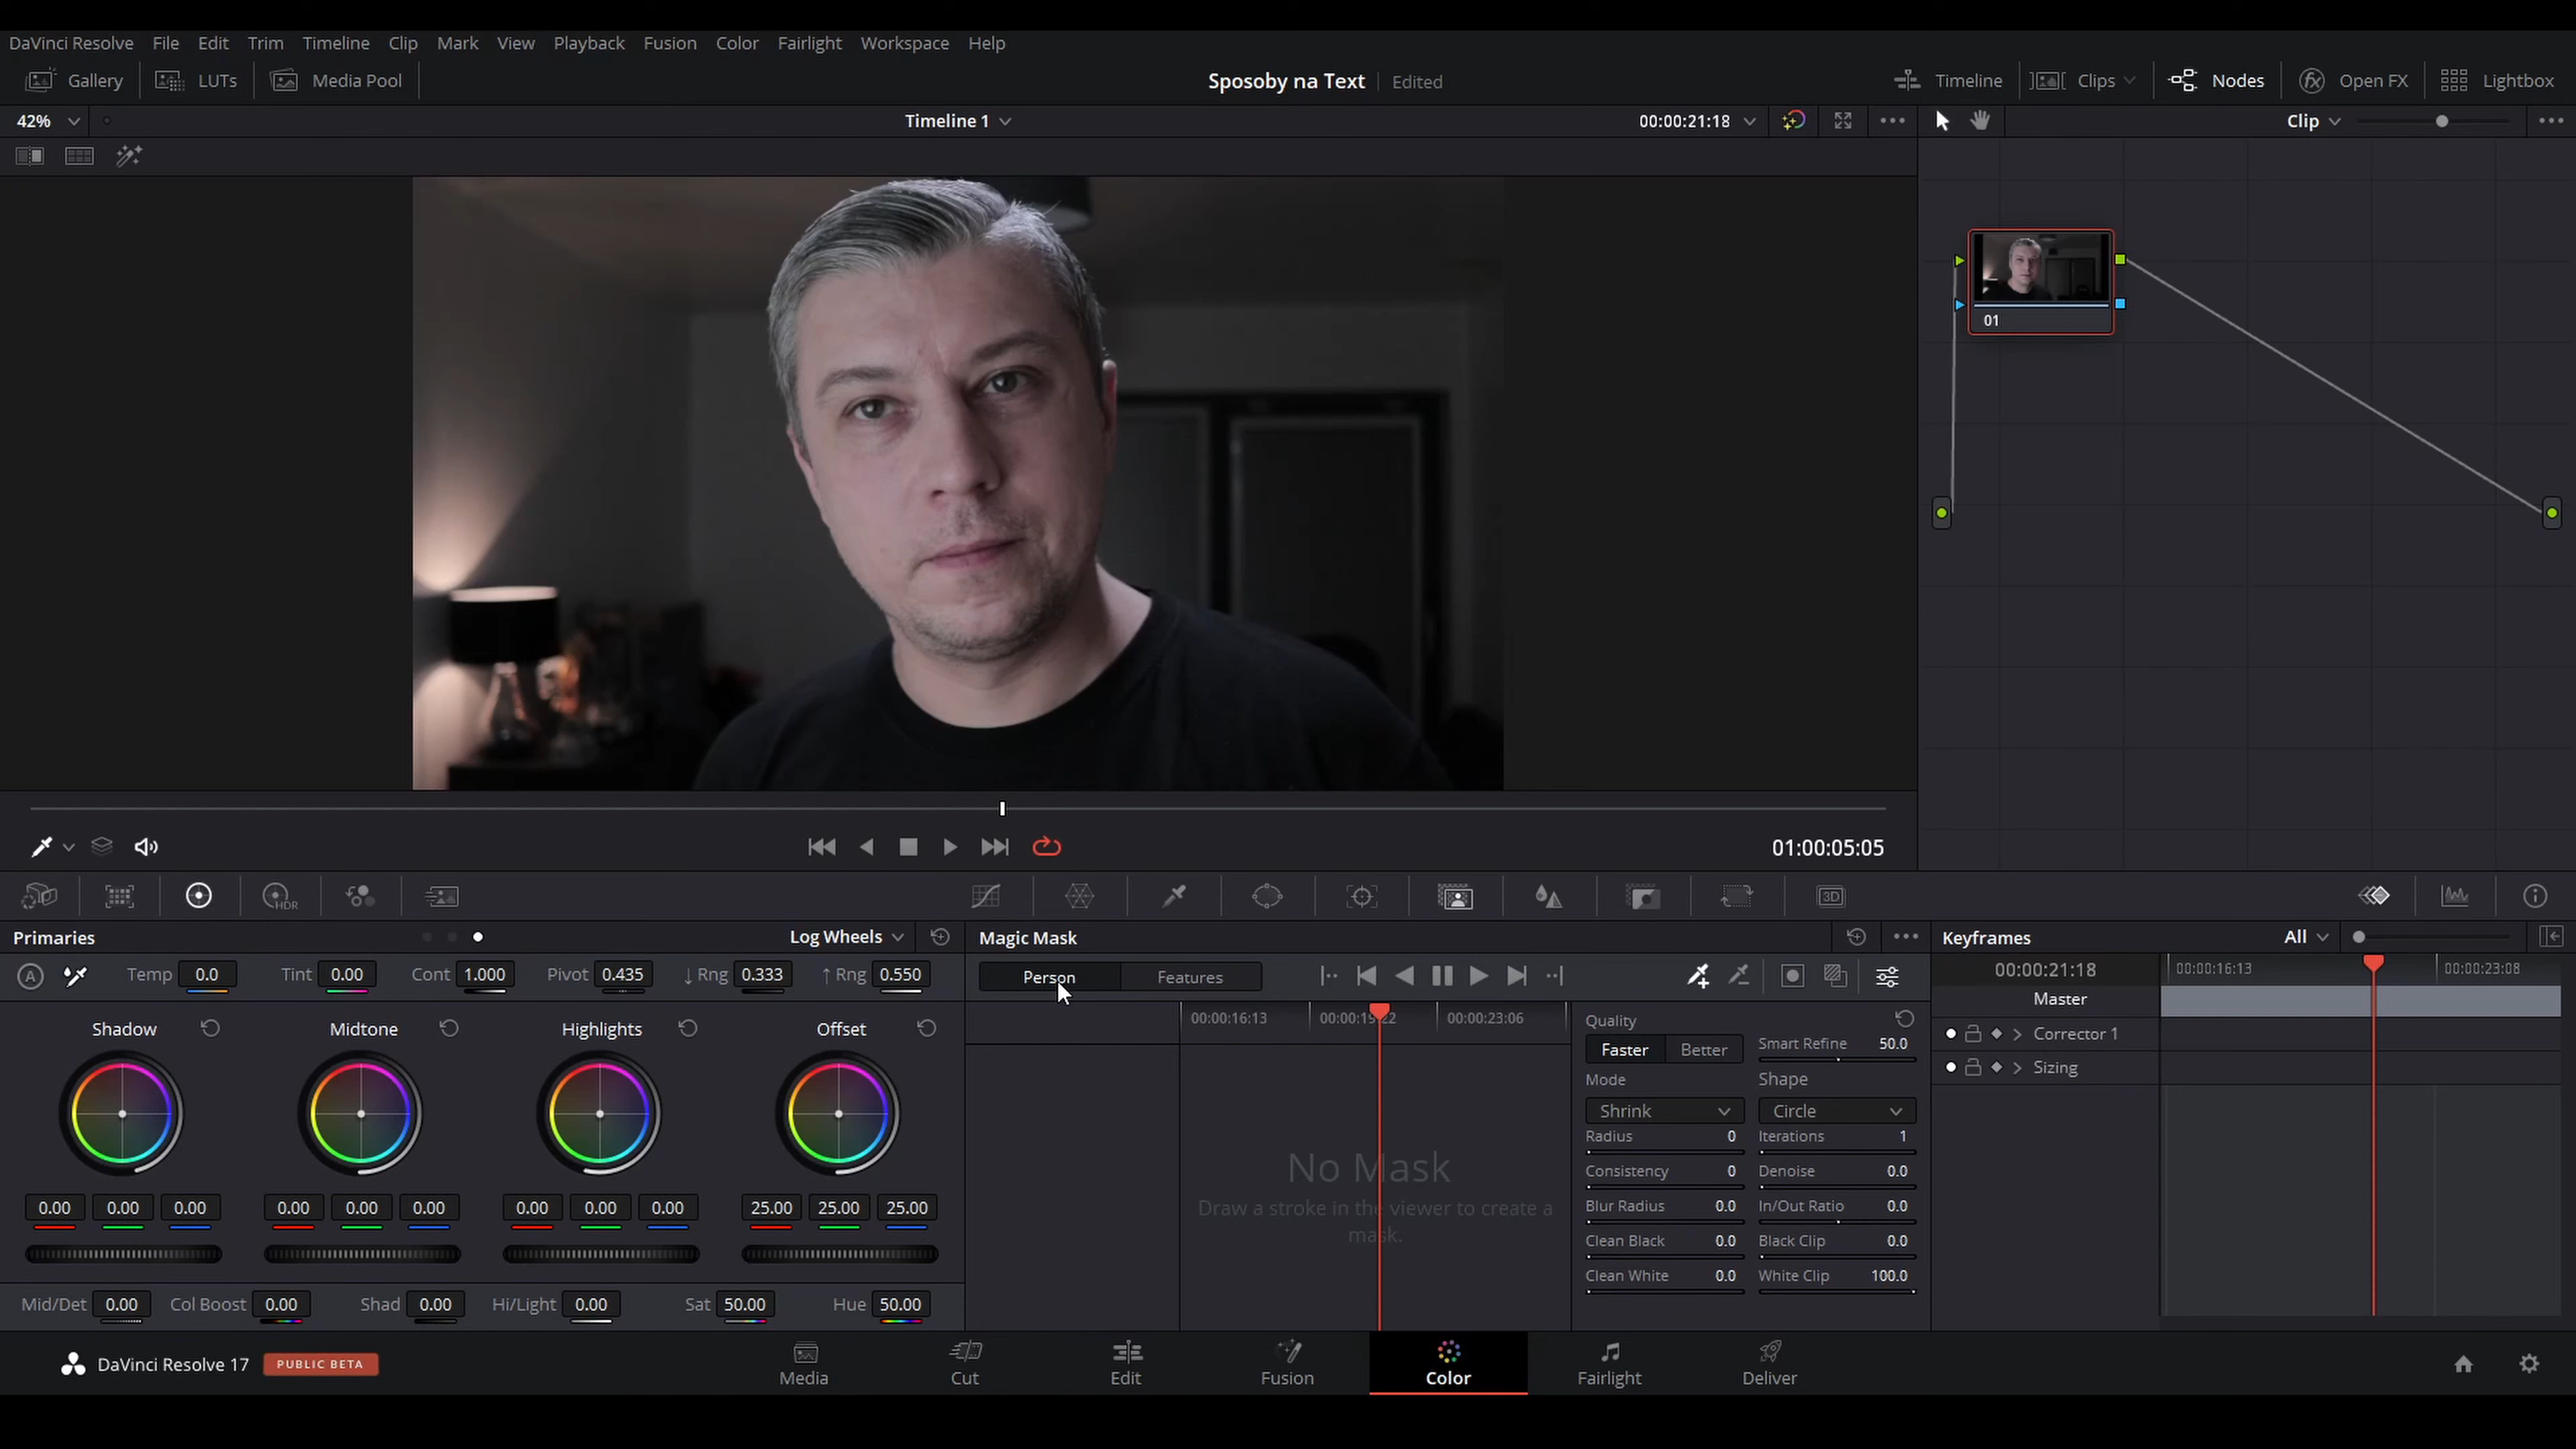 DaVinci Resolve File Edit Trim Timeline Clip Mark View Playback Fusion Color Fairlight Workspace Help
Gallery LUTs Media Pool Sposoby na Text Edited Timeline Clips Nodes Open FX Lightbox
42% Timeline 1 00:00:21:18 Clip
01
01:00:05:05
HDR 3D
Primaries Log Wheels Magic Mask Keyframes All
A Temp 0.0 Tint 0.00 Cont 1.000 Pivot 0.435 ↓ Rng 0.333 ↑ Rng 0.550 Person Features 00:00:21:18 00:00:16:13 00:00:23:08
Master
Shadow Midtone Highlights Offset 00:00:16:13 00:00:19:22 00:00:23:06 Quality
Faster Better Smart Refine 50.0 Corrector 1
Mode Shape Sizing
Shrink Circle
Radius 0 Iterations 1
No Mask Consistency 0 Denoise 0.0
0.00 0.00 0.00 0.00 0.00 0.00 0.00 0.00 0.00 25.00 25.00 25.00 Draw a stroke in the viewer to create a Blur Radius 0.0 In/Out Ratio 0.0
mask. Clean Black 0.0 Black Clip 0.0
Clean White 0.0 White Clip 100.0
Mid/Det 0.00 Col Boost 0.00 Shad 0.00 Hi/Light 0.00 Sat 50.00 Hue 50.00
DaVinci Resolve 17 PUBLIC BETA Media Cut Edit Fusion Color Fairlight Deliver